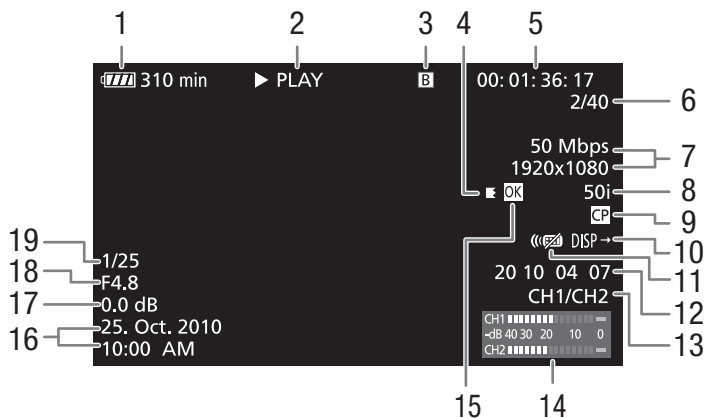 1 2 3 4 5
310 min ▶ PLAY B 00: 01: 36: 17
2/40 6
50 Mbps
1920x1080 7
OK 50i 8
CP 9
DISP→ 10
11
19 1/25
20 10 04 07 12
18 F4.8
CH1/CH2 13
17 0.0 dB
16 25. Oct. 2010
10:00 AM
CH1
-dB 40 30 20 10 0
CH2
15 14